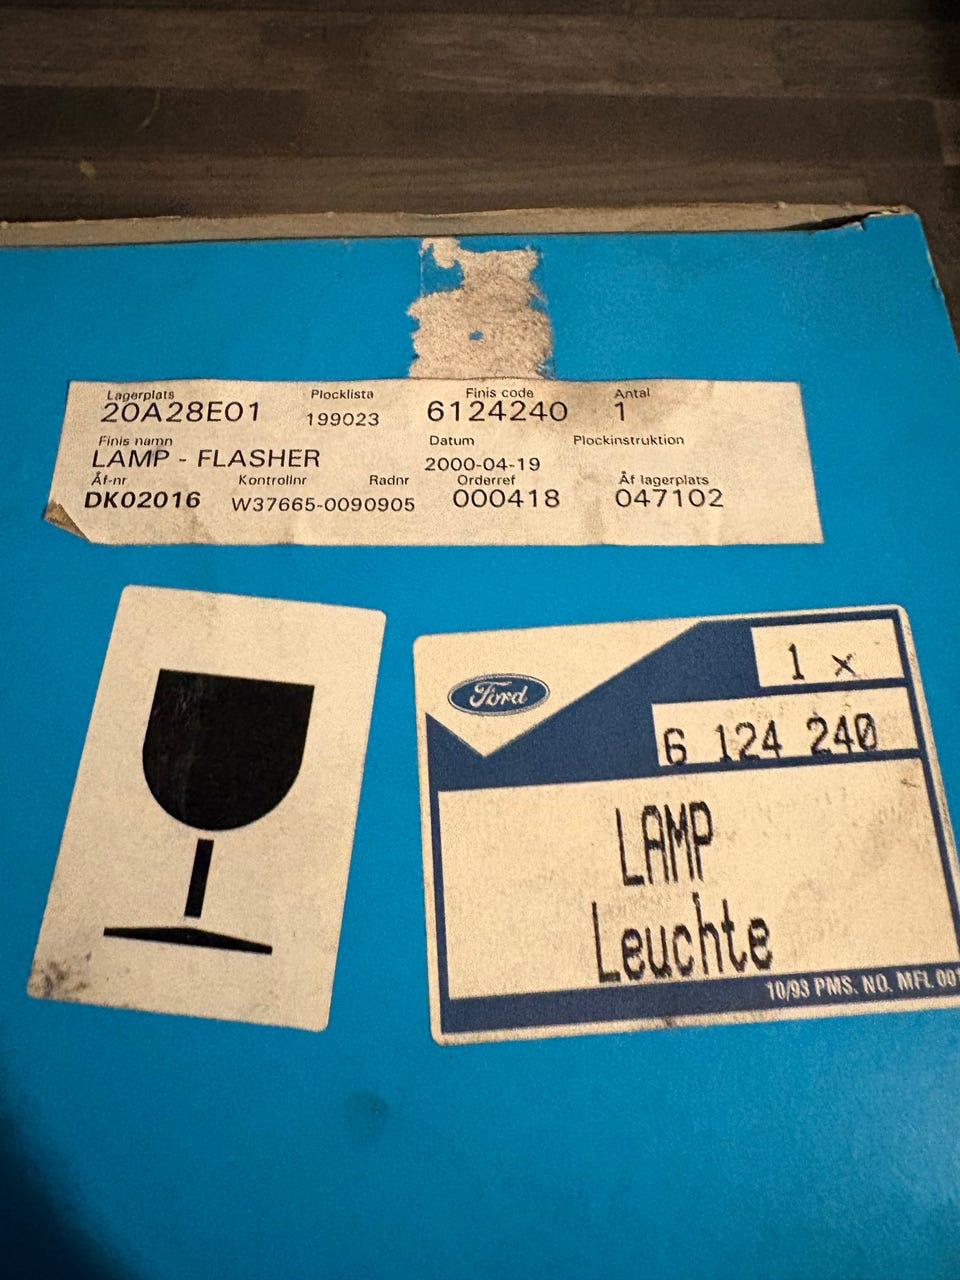 Lagerplats Plocklista Finis code Antal
20A28E01 199023 6124240 1
Finis namn Datum Plockinstruktion
LAMP - FLASHER 2000-04-19
Åf-nr Kontrollnr Radnr Orderref Åf lagerplats
DK02016 W37665-0090905 000418 047102
Ford
1 x
6 124 240
LAMP
Leuchte
10/93 PMS. NO. MFL 001